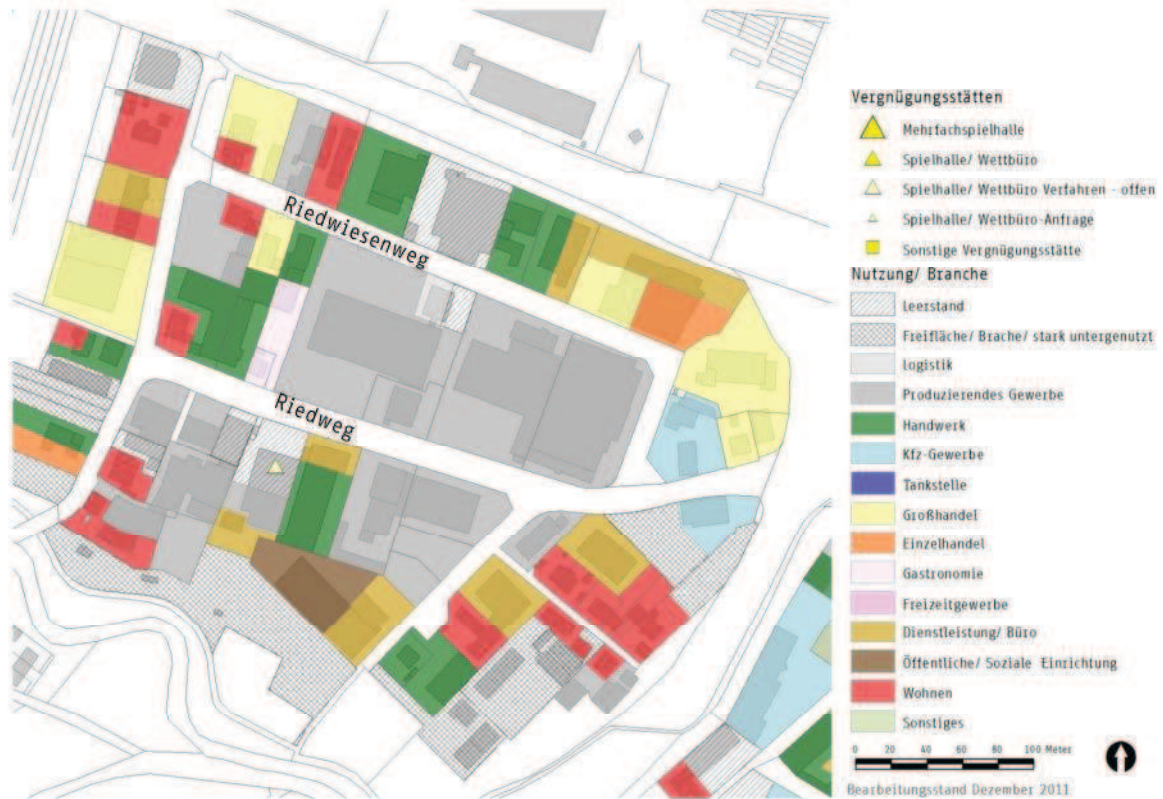 Riedwiesenweg
Riedweg
Vergnügungsstätten
Mehrfachspielhalle
Spielhalle/ Wettbüro
Spielhalle/ Wettbüro Verfahren - offen
Spielhalle/ Wettbüro-Anfrage
Sonstige Vergnügungsstätte
Nutzung/ Branche
Leerstand
Freifläche/ Brache/ stark untergenutzt
Logistik
Produzierendes Gewerbe
Handwerk
Kfz-Gewerbe
Tankstelle
Großhandel
Einzelhandel
Gastronomie
Freizeitgewerbe
Dienstleistung/ Büro
Öffentliche/ Soziale Einrichtung
Wohnen
Sonstiges
0 20 40 60 80 100 Meter
Bearbeitungsstand Dezember 2011